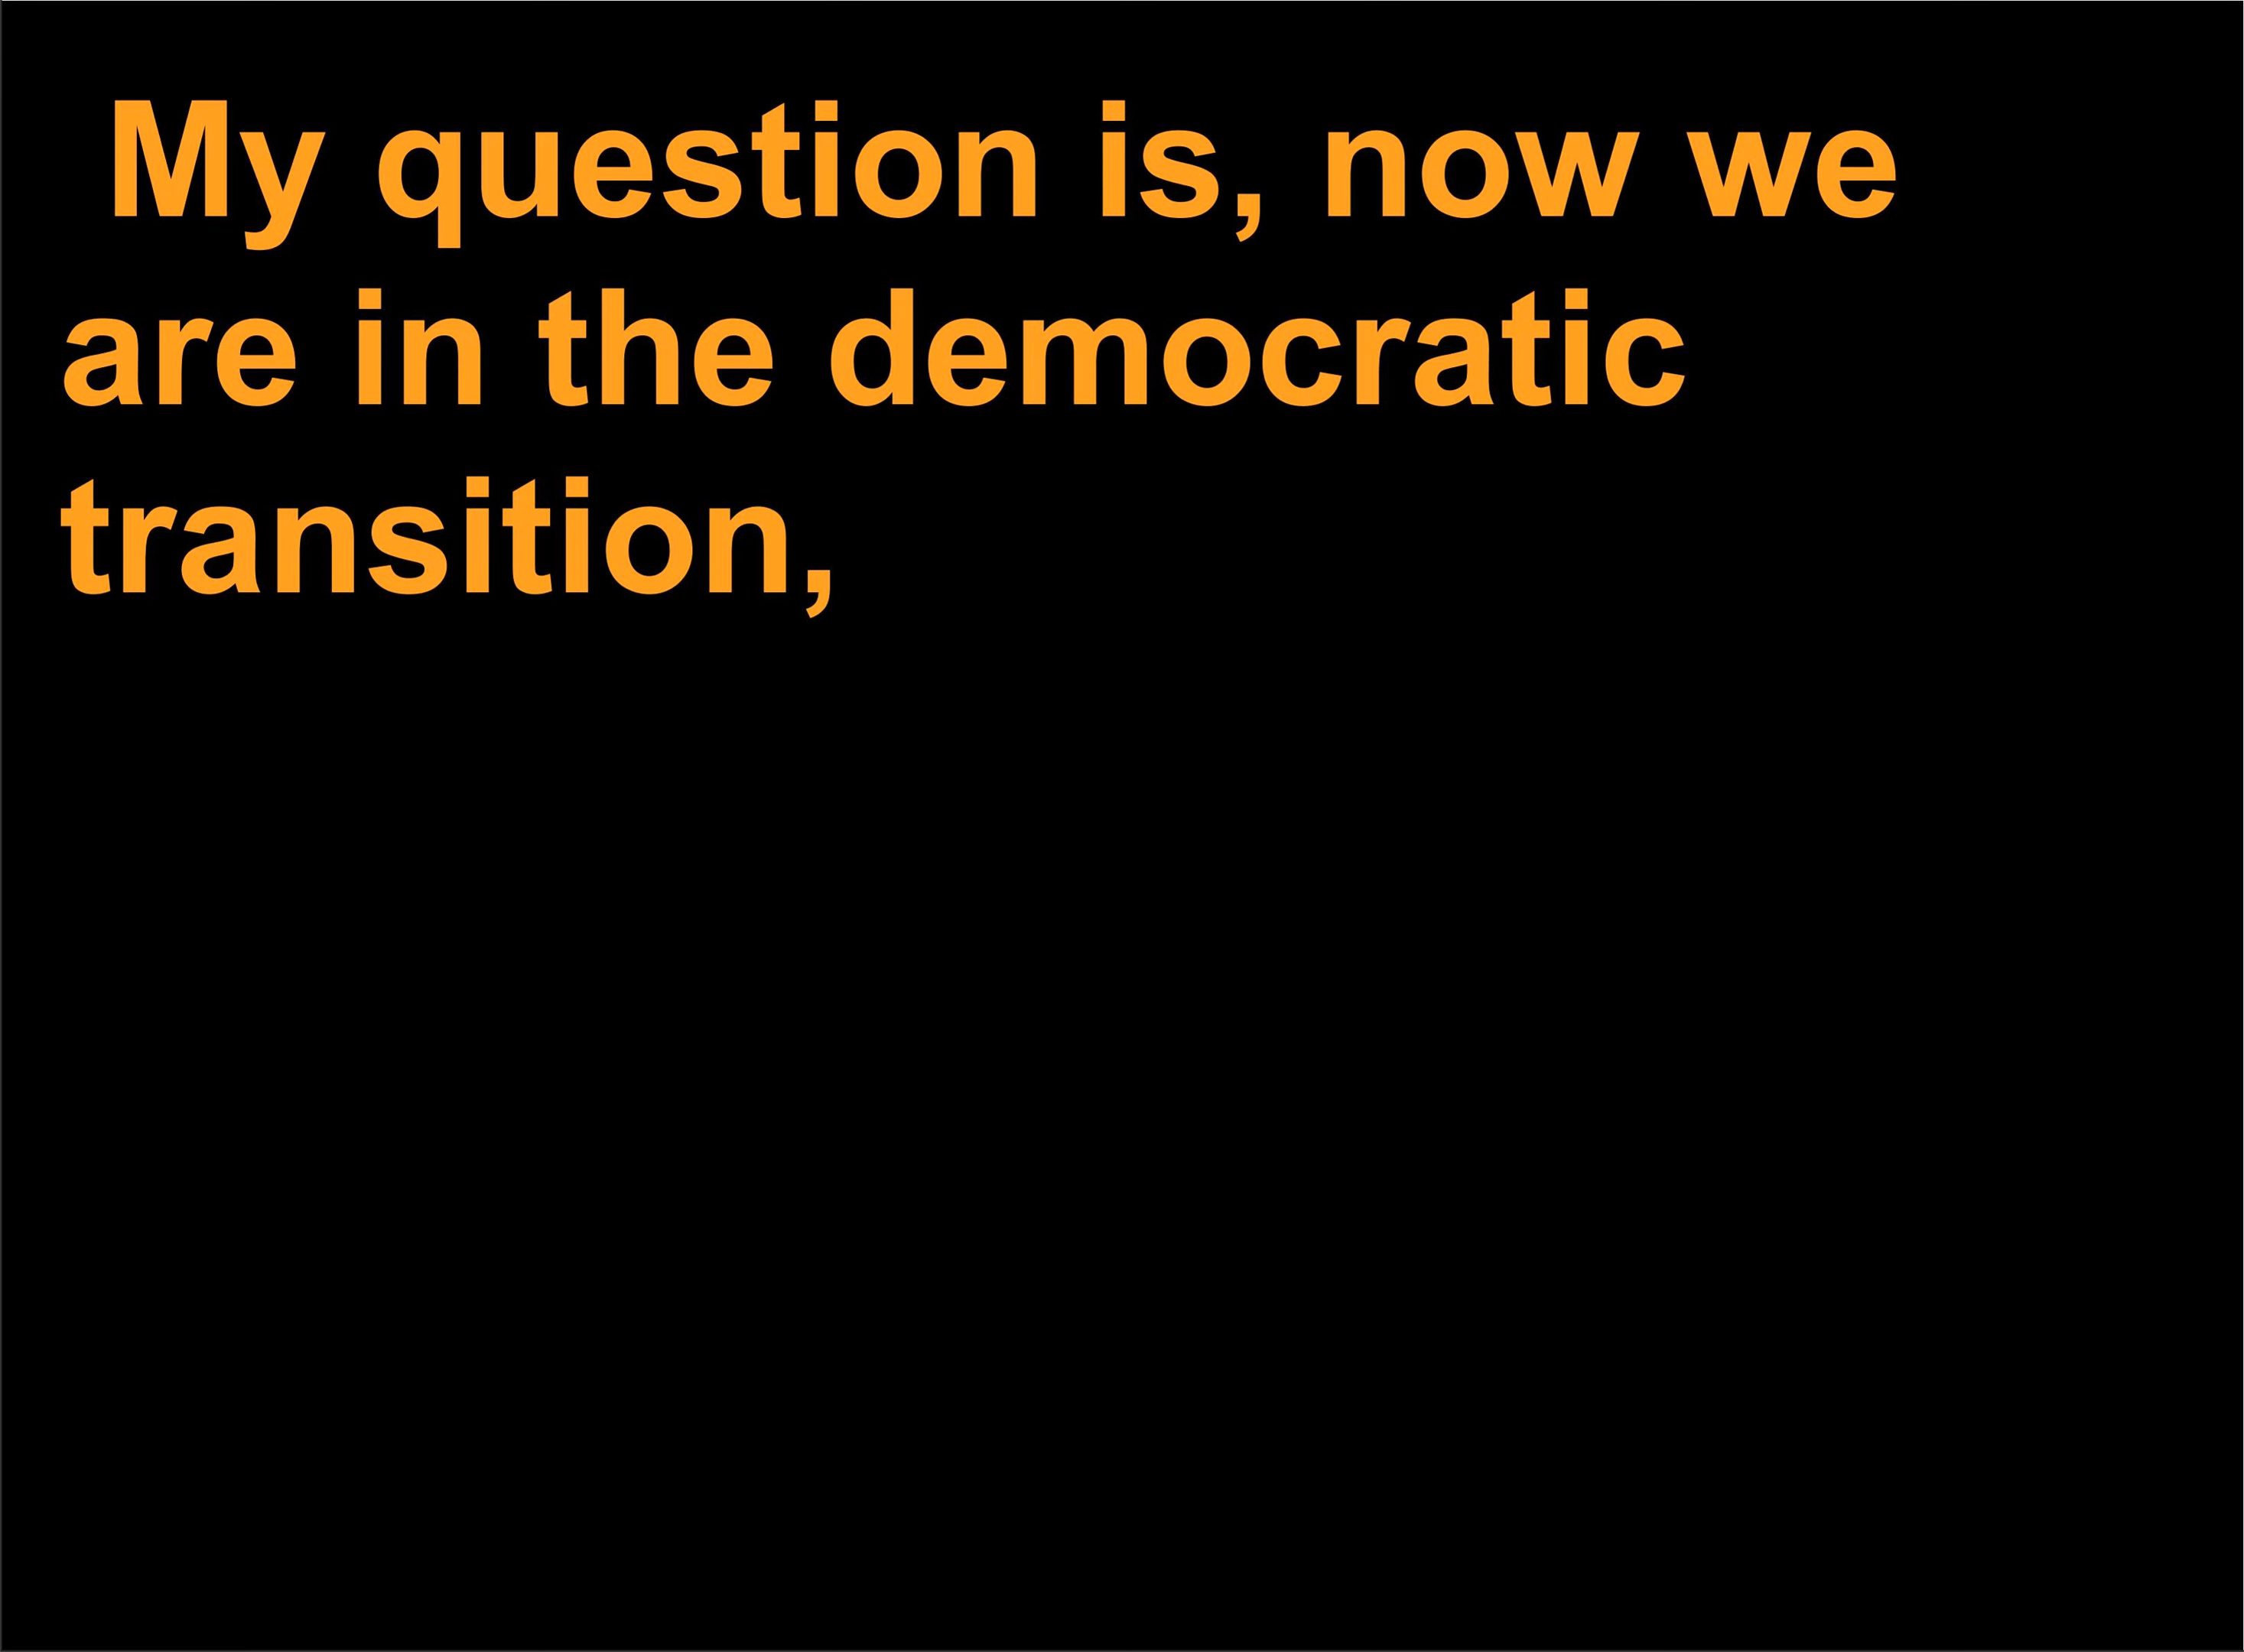 My question is, now we
are in the democratic
transition,